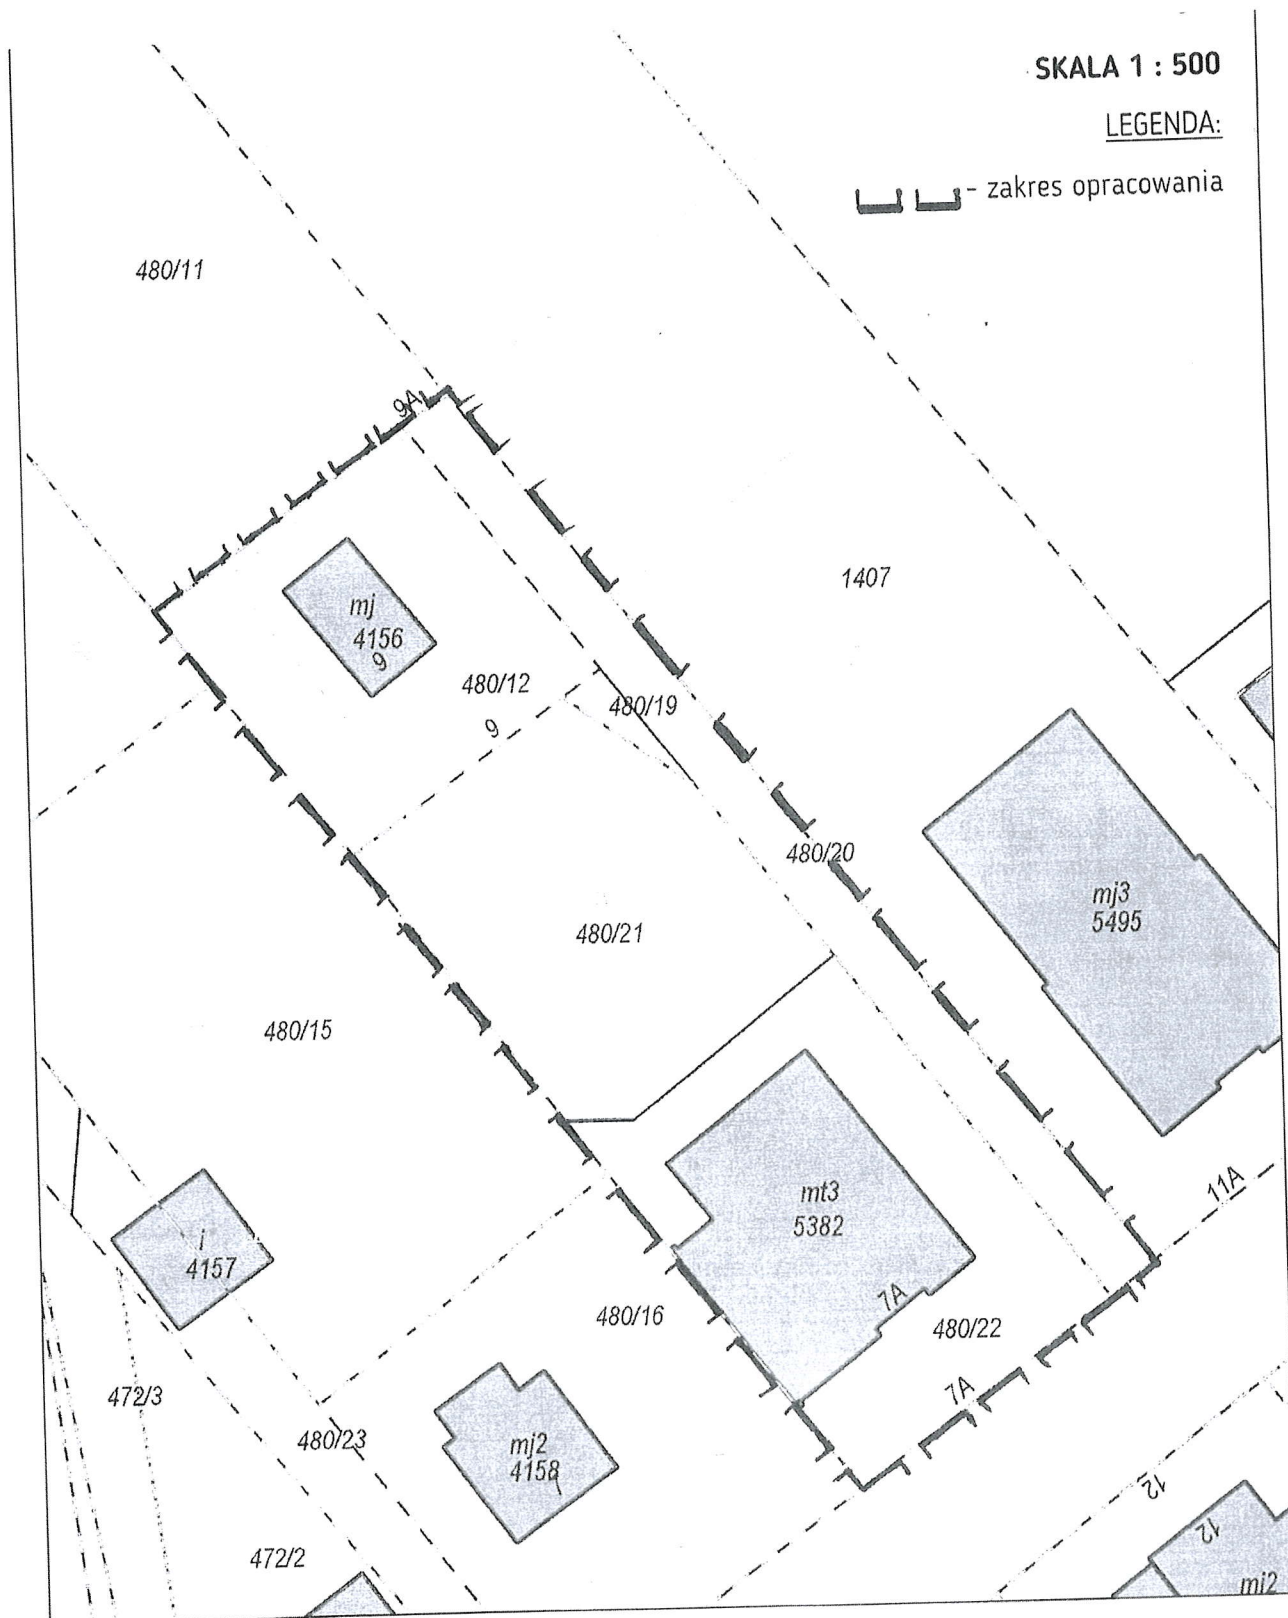 SKALA 1 : 500
LEGENDA:
- zakres opracowania
480/11
9A
1407
mj
4156
9
480/12
480/19
9
480/20
mj3
5495
480/21
480/15
mt3
5382
11A
i
4157
7A
480/16
480/22
472/3
7A
480/23
mj2
4158
12
12
472/2
mj2